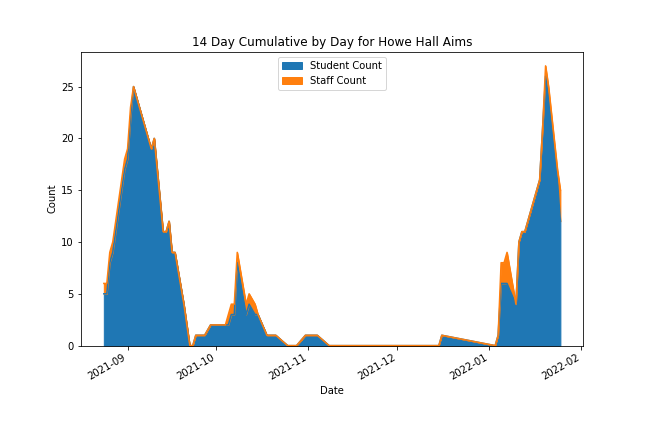 14 Day Cumulative by Day for Howe Hall Aims
Student Count
Staff Count
25
20
15
10
5
0
Count
2021-09
2021-10
2021-11
2021-12
2022-01
2022-02
Date